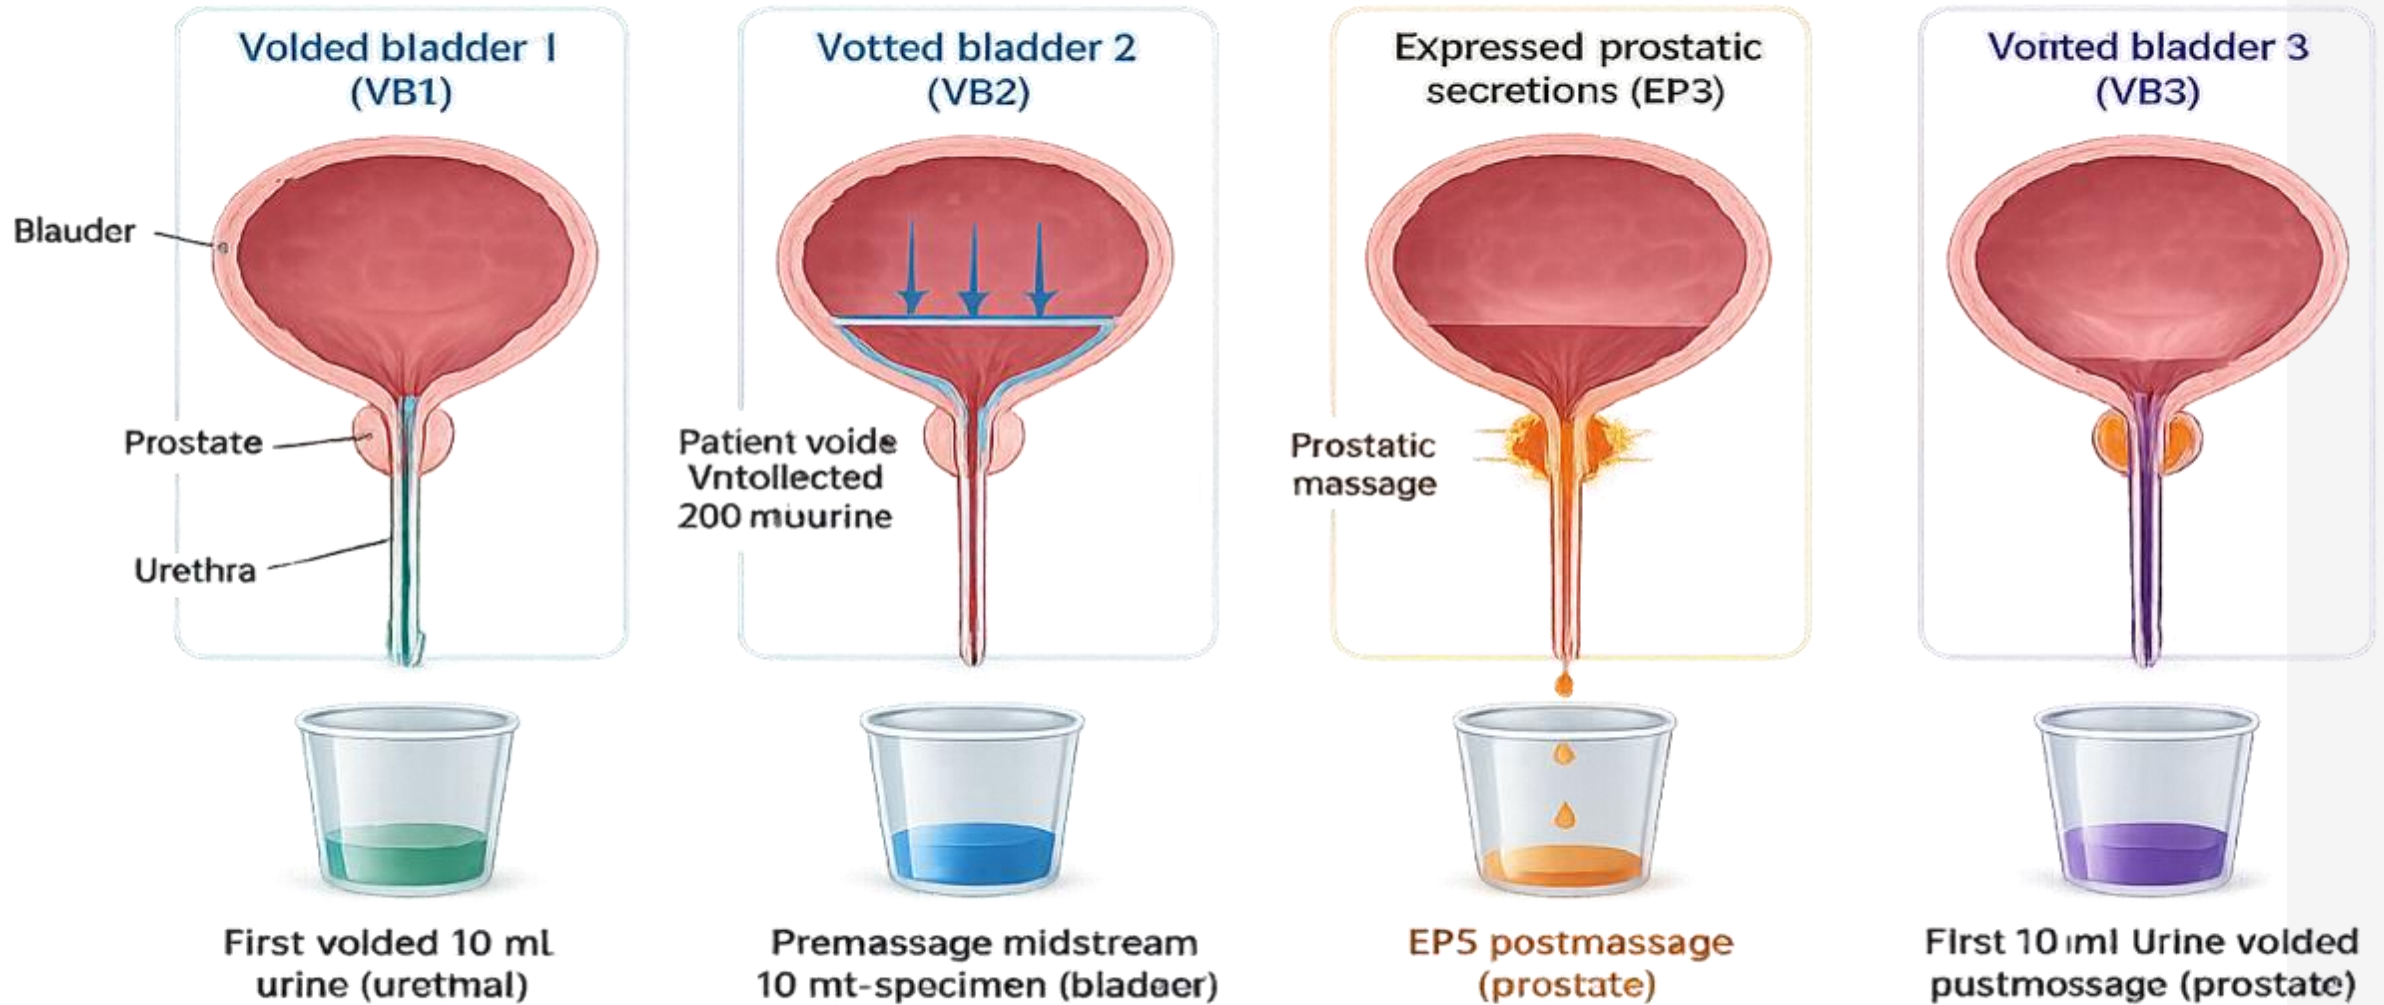 Volded bladder 1
(VB1)
Blauder
Prostate
Urethra
First volded 10 ml
urine (uretmal)
Votted bladder 2
(VB2)
Patient voide
Vntollected
200 muurine
Premassage midstream
10 mt-specimen (bladaer)
Expressed prostatic
secretions (EP3)
Prostatic
massage
EP5 postmassage
(prostate)
Vonted bladder 3
(VB3)
First 10 iml Urine volded
pustmossage (prostate)